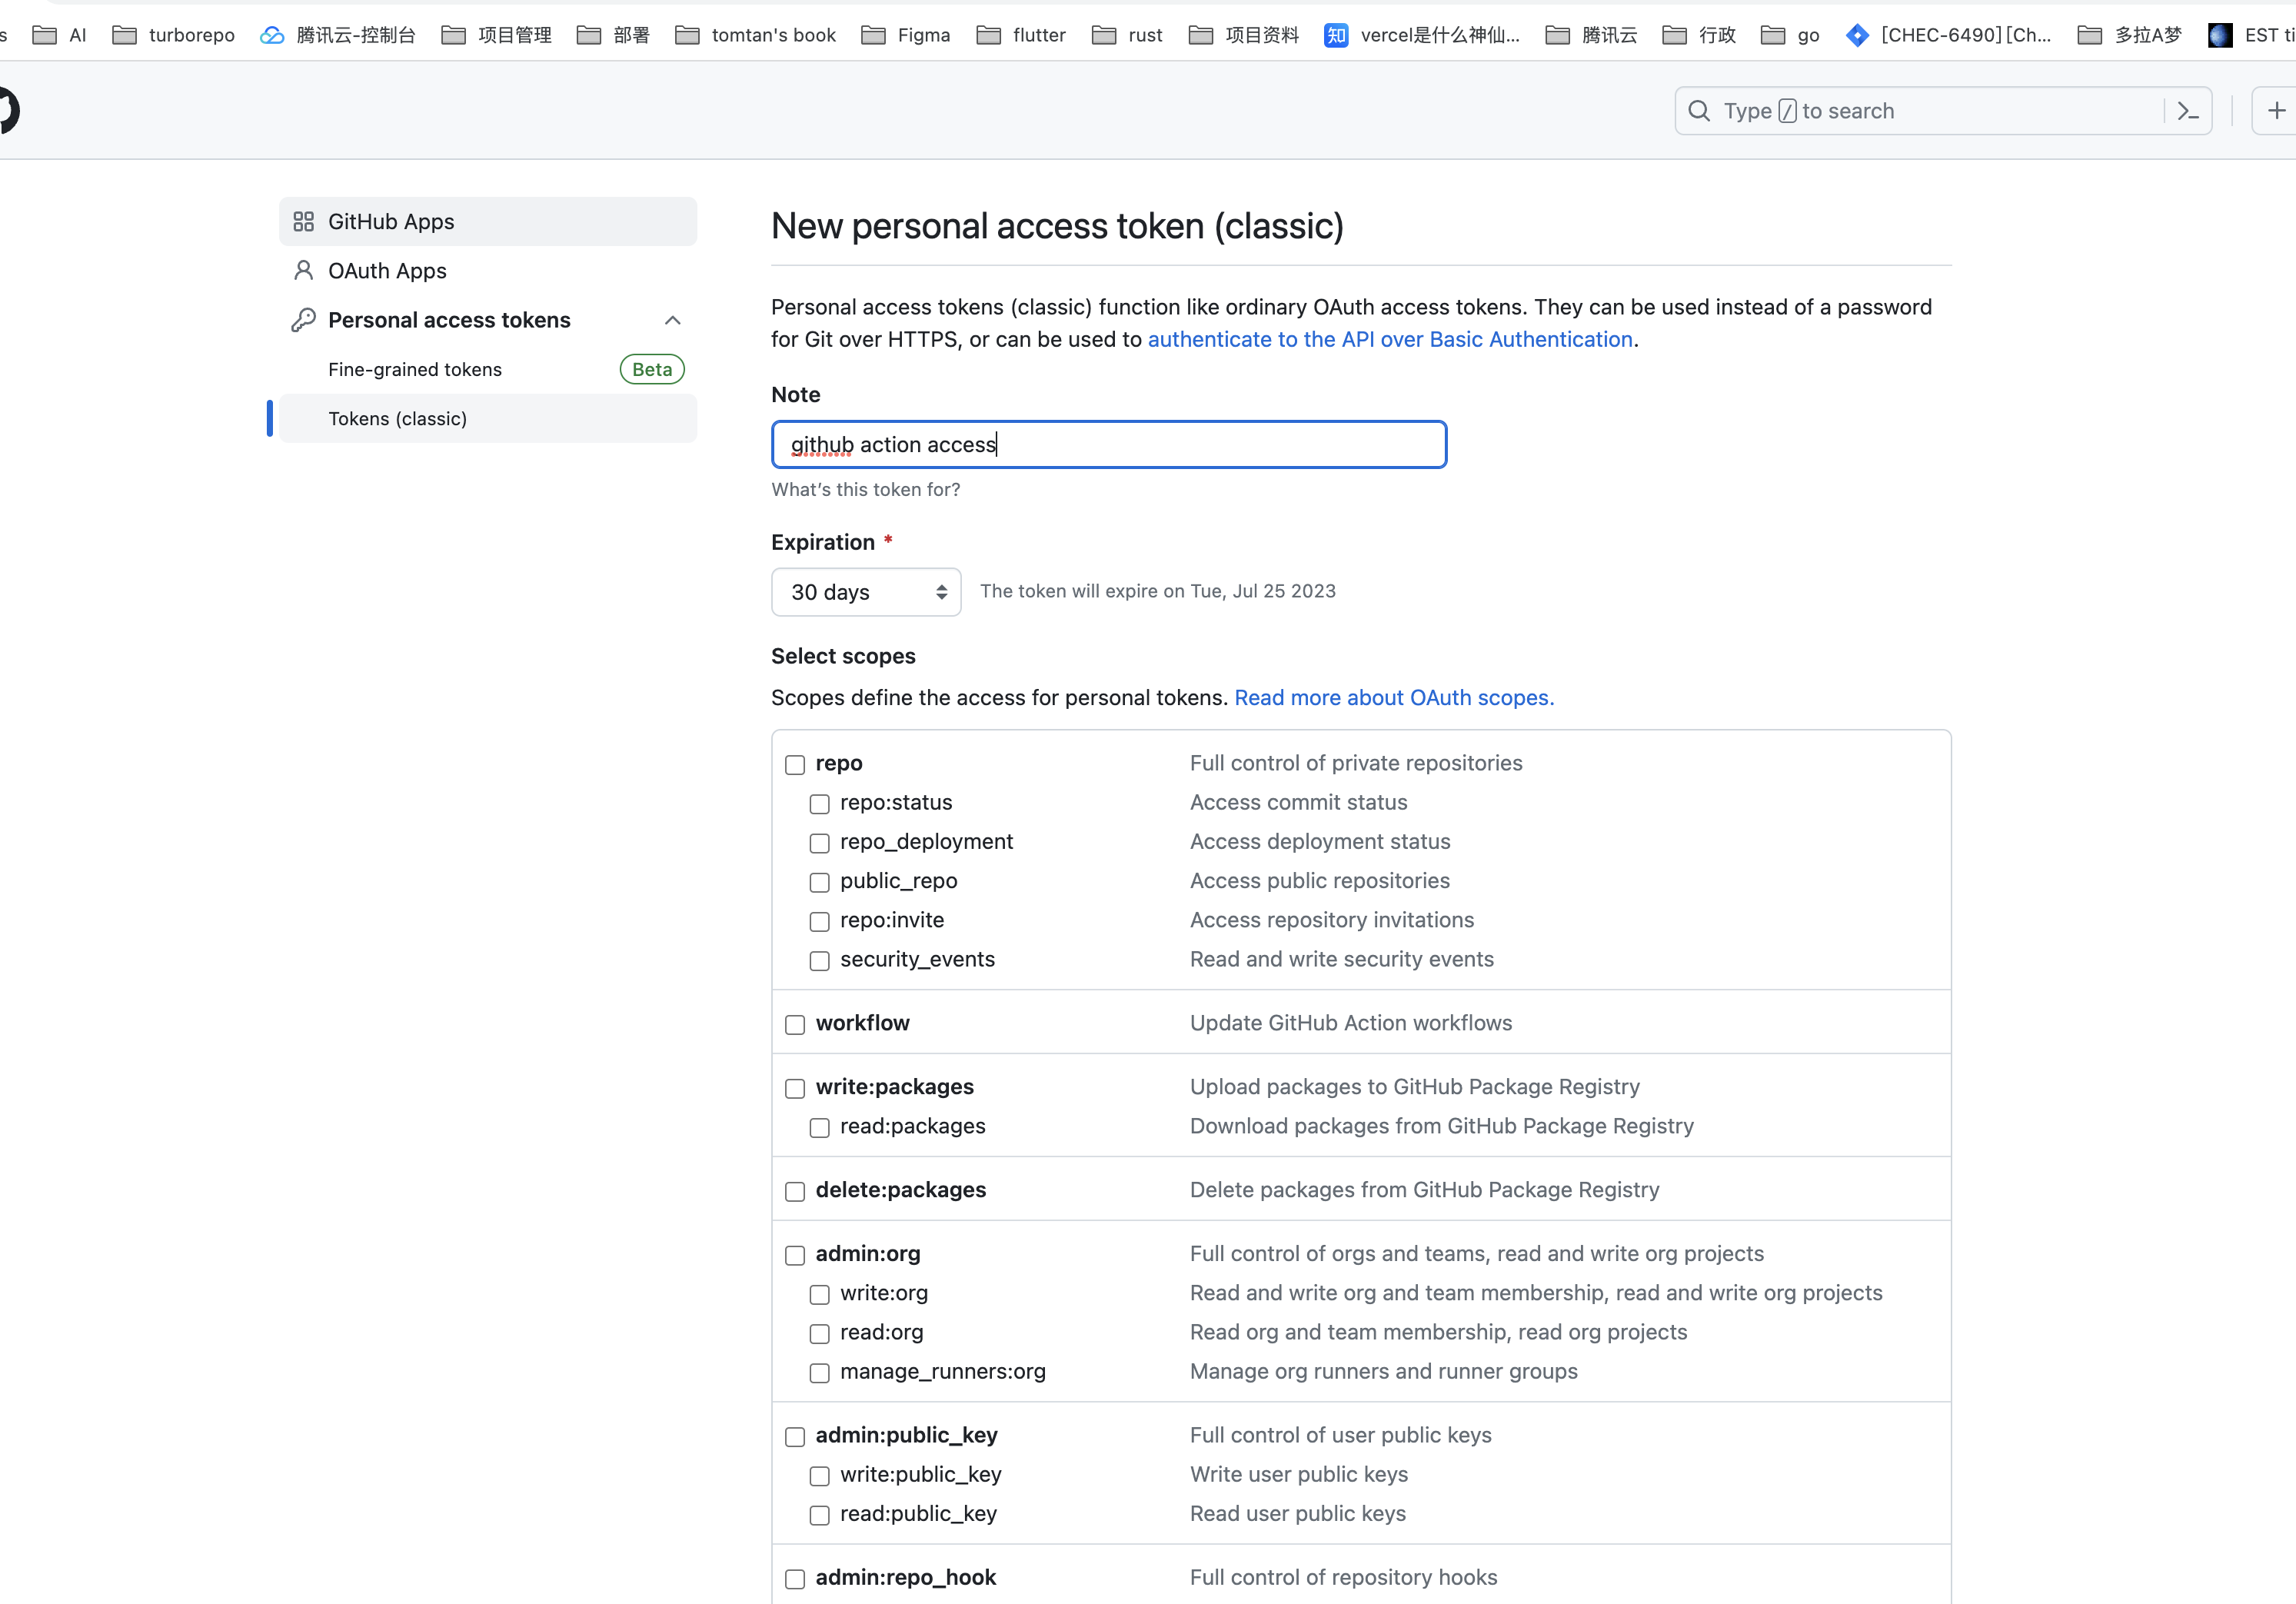 s AI turborepo 腾讯云-控制台 项目管理 部署 tomtan's book Figma flutter rust 项目资料 知 vercel是什么神仙... 腾讯云 行政 go [CHEC-6490][Ch... 多拉A梦 EST ti
Type / to search
GitHub Apps
OAuth Apps
Personal access tokens
Fine-grained tokens Beta
Tokens (classic)
New personal access token (classic)
Personal access tokens (classic) function like ordinary OAuth access tokens. They can be used instead of a password
for Git over HTTPS, or can be used to authenticate to the API over Basic Authentication.
Note
github action access
What’s this token for?
Expiration *
30 days The token will expire on Tue, Jul 25 2023
Select scopes
Scopes define the access for personal tokens. Read more about OAuth scopes.
repo Full control of private repositories
repo:status Access commit status
repo_deployment Access deployment status
public_repo Access public repositories
repo:invite Access repository invitations
security_events Read and write security events
workflow Update GitHub Action workflows
write:packages Upload packages to GitHub Package Registry
read:packages Download packages from GitHub Package Registry
delete:packages Delete packages from GitHub Package Registry
admin:org Full control of orgs and teams, read and write org projects
write:org Read and write org and team membership, read and write org projects
read:org Read org and team membership, read org projects
manage_runners:org Manage org runners and runner groups
admin:public_key Full control of user public keys
write:public_key Write user public keys
read:public_key Read user public keys
admin:repo_hook Full control of repository hooks